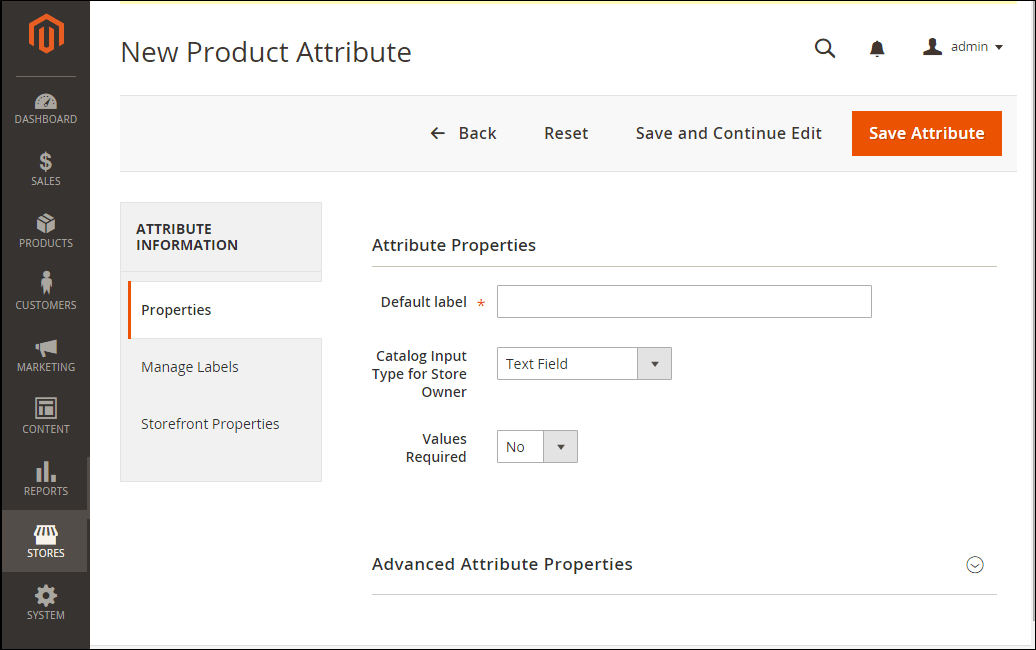 New Product Attribute
admin
DASHBOARD
SALES
PRODUCTS
CUSTOMERS
MARKETING
CONTENT
REPORTS
STORES
SYSTEM
← Back
Reset
Save and Continue Edit
Save Attribute
ATTRIBUTE
INFORMATION
Properties
Manage Labels
Storefront Properties
Attribute Properties
Default label *
Catalog Input
Type for Store
Owner
Text Field
Values
Required
No
Advanced Attribute Properties